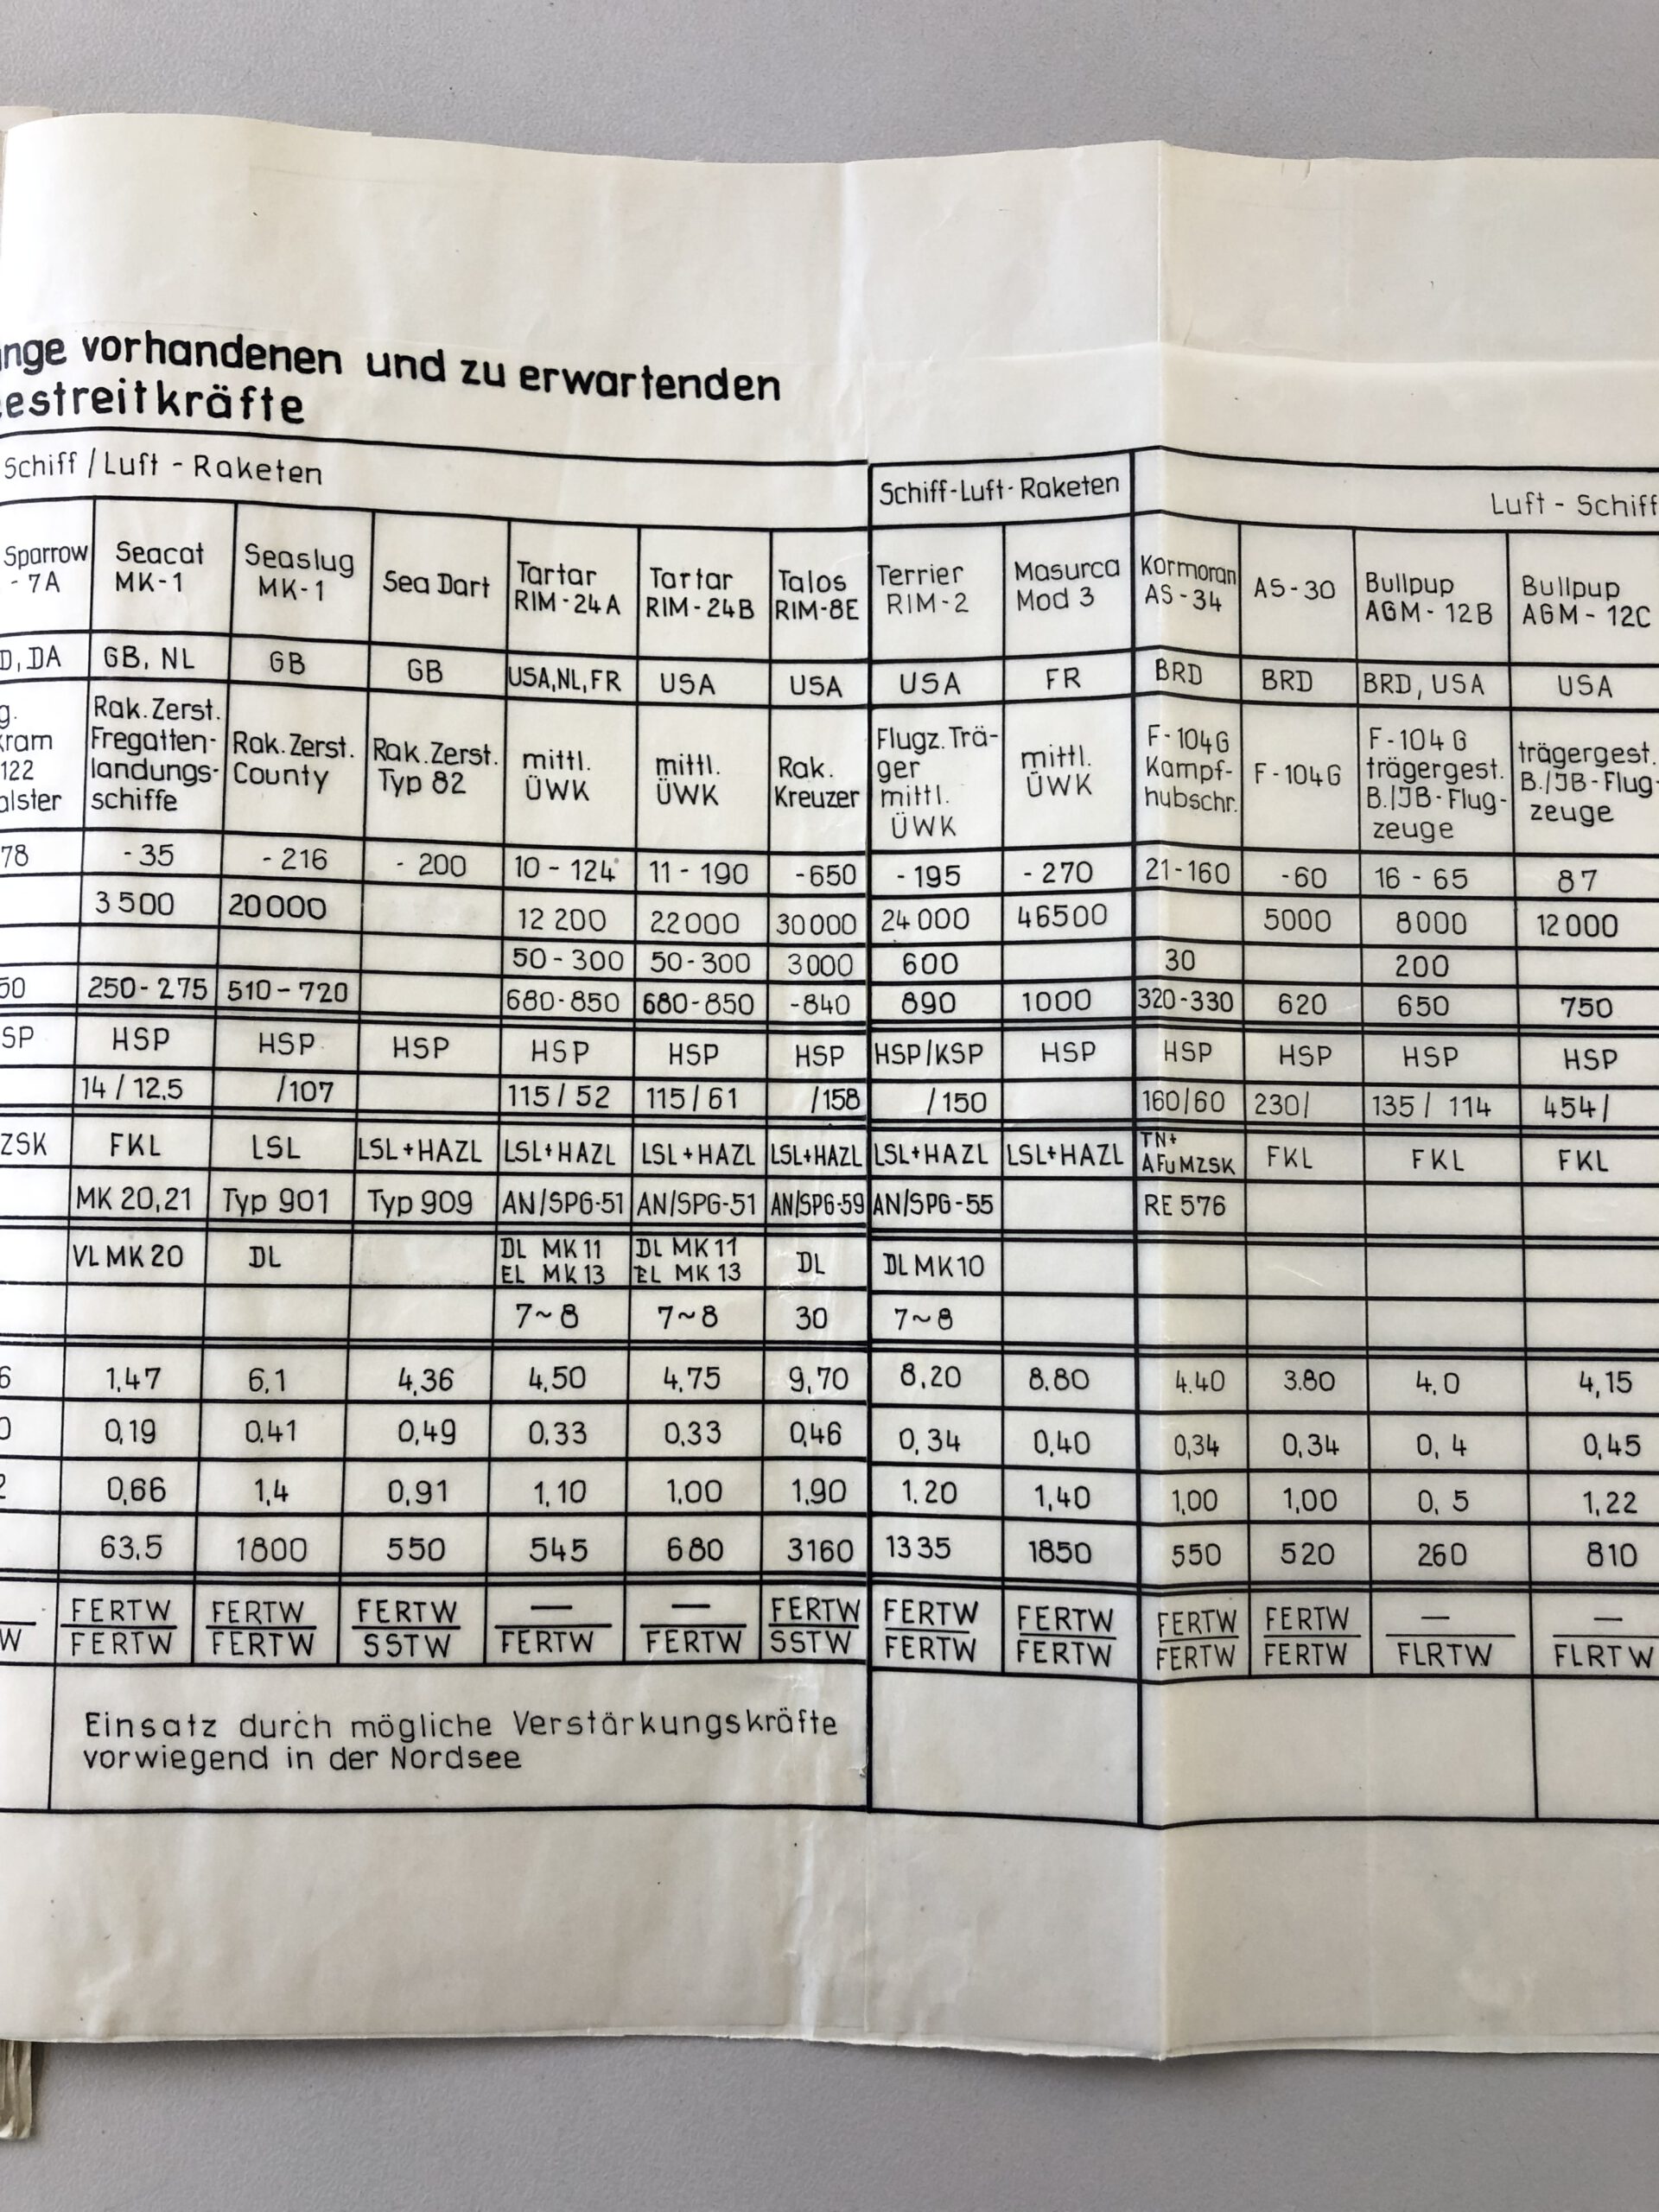 vorhandenen und zu erwartenden
Schiff / Luft - Raketen
Schiff-Luft-Raketen
Luft - Schiff
Sparrow - 7A
Seacat MK-1
Seaslug MK-1
Sea Dart
Tartar RIM-24A
Tartar RIM-24B
Talos RIM-8E
Terrier RIM-2
Masurca Mod 3
Kormoran AS-34
AS-30
Bullpup AGM-12B
Bullpup AGM-12C
DA GB, NL GB GB USA,NL,FR USA USA USA FR BRD BRD BRD, USA USA
122
Rak. Zerst. Fregatten- landungs- schiffe
Rak. Zerst. County
Rak. Zerst. Typ 82
mittl. ÜWK
mittl. ÜWK
Rak. Kreuzer
Flugz. Trä- ger mittl. ÜWK
mittl. ÜWK
F-104G Kampf- hubschr.
F-104G
F-104 G trägergest. B./JB-Flug- zeuge
trägergest. B./JB-Flug- zeuge
78 -35 -216 -200 10-124 11-190 -650 -195 -270 21-160 -60 16-65 87
3500 20000 12 200 22000 30000 24 000 46500 5000 8000 12000
50-300 50-300 3000 600 30 200
250-275 510-720 680-850 680-850 -840 890 1000 320-330 620 650 750
SP HSP HSP HSP HSP HSP HSP HSP/KSP HSP HSP HSP HSP HSP
14/12,5 /107 115/52 115/61 /158 /150 160/60 230/ 135/114 454/
ZSK FKL LSL LSL+HAZL LSL+HAZL LSL+HAZL LSL+HAZL LSL+HAZL LSL+HAZL TN+ AFuMZSK FKL FKL FKL
MK 20,21 Typ 901 Typ 909 AN/SPG-51 AN/SPG-51 AN/SPG-59 AN/SPG-55 RE 576
VL MK 20 DL DL MK 11 EL MK 13 DL MK 11 EL MK 13 DL DL MK10
7~8 7~8 30 7~8
6 1,47 6,1 4,36 4,50 4,75 9,70 8,20 8.80 4.40 3.80 4,0 4,15
0 0,19 0.41 0,49 0,33 0,33 0,46 0,34 0,40 0,34 0,34 0,4 0,45
2 0,66 1,4 0,91 1,10 1,00 1,90 1.20 1,40 1,00 1,00 0,5 1,22
63,5 1800 550 545 680 3160 1335 1850 550 520 260 810
FERTW FERTW FERTW — — FERTW FERTW FERTW FERTW FERTW — —
W FERTW FERTW SSTW FERTW FERTW SSTW FERTW FERTW FERTW FERTW FLRTW FLRTW
Einsatz durch mögliche Verstärkungskräfte
vorwiegend in der Nordsee